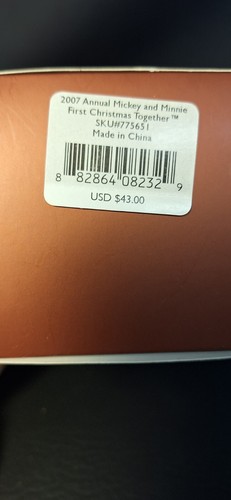 2007 Annual Mickey and Minnie
First Christmas Together™
SKU#775651
Made in China
8 82864 08232 9
USD $43.00